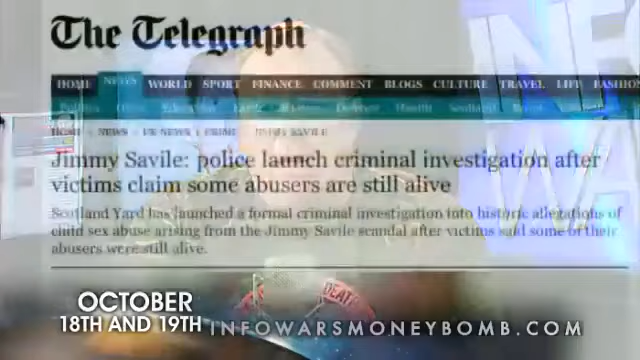 The Telegraph
HOME NEWS WORLD SPORT FINANCE COMMENT BLOGS CULTURE TRAVEL LIFE FASHION
Jimmy Savile: police launch criminal investigation after
victims claim some abusers are still alive
Scotland Yard has launched a formal criminal investigation into historic allegations of
child sex abuse arising from the Jimmy Savile scandal after victims said some of their
abusers were still alive.
DEATH
OCTOBER
18TH AND 19TH INFOWARSMONEYBOMB.COM